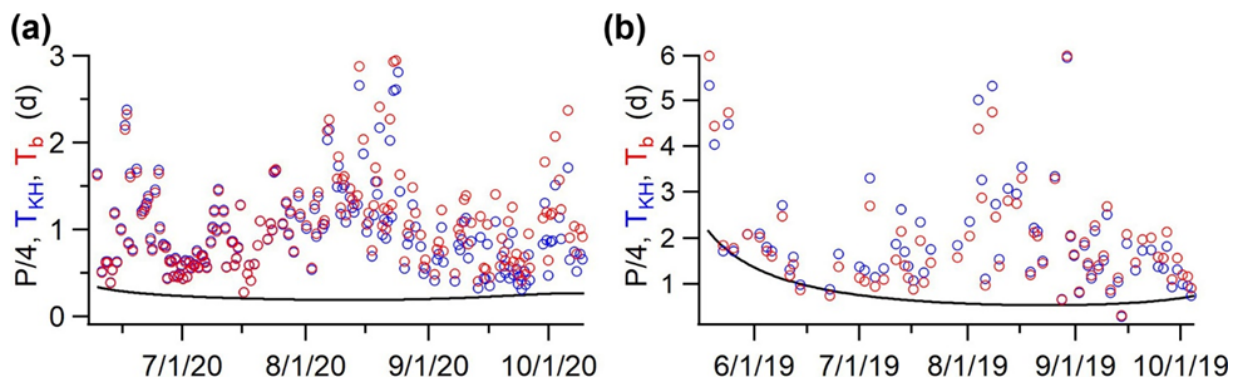 (a)
P/4, T_KH, T_b (d)
3
2
1
0
7/1/20 8/1/20 9/1/20 10/1/20
(b)
P/4, T_KH, T_b (d)
6
5
4
3
2
1
6/1/19 7/1/19 8/1/19 9/1/19 10/1/19